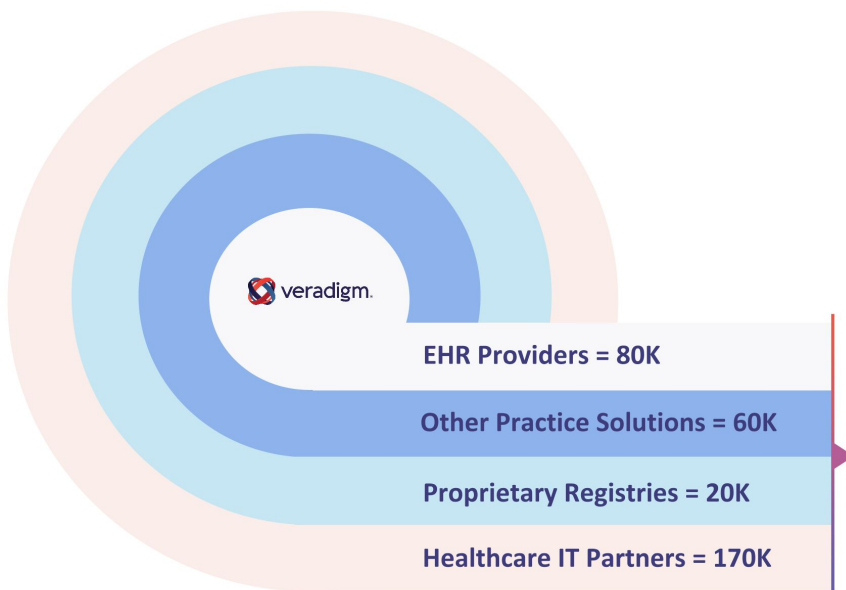 veradigm.
EHR Providers = 80K
Other Practice Solutions = 60K
Proprietary Registries = 20K
Healthcare IT Partners = 170K